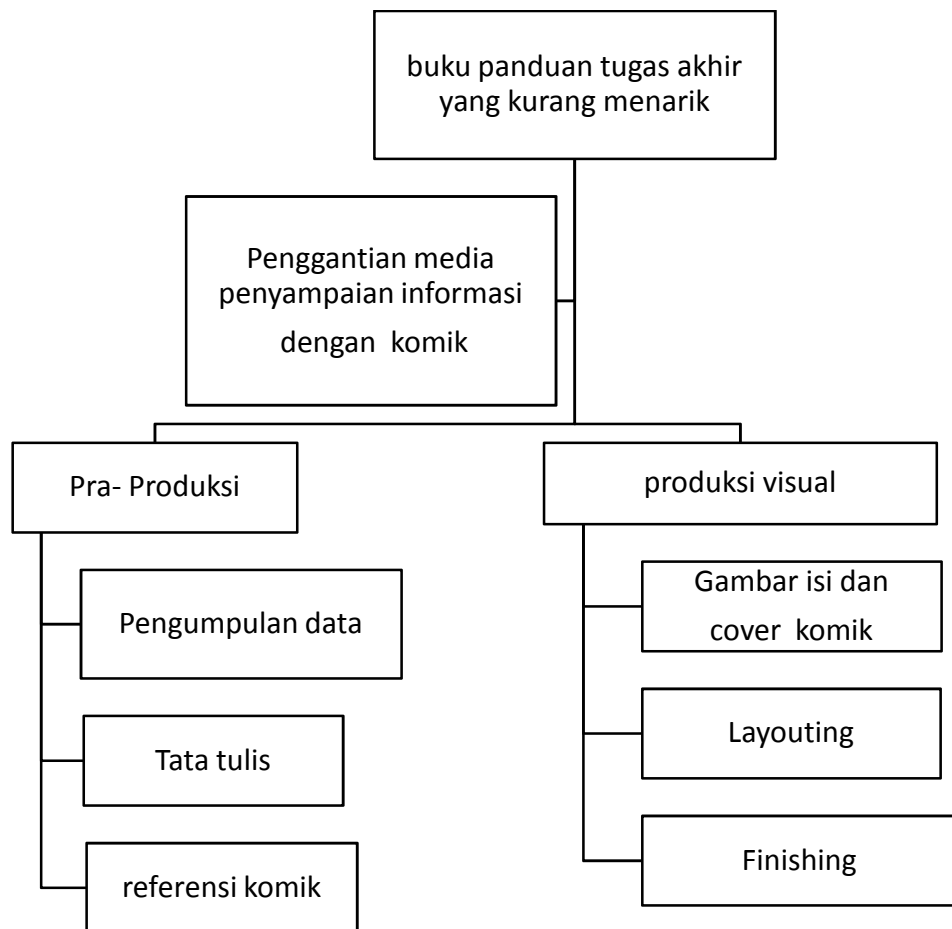 buku panduan tugas akhir
yang kurang menarik
Penggantian media
penyampaian informasi
dengan komik
Pra- Produksi
Pengumpulan data
Tata tulis
referensi komik
produksi visual
Gambar isi dan
cover komik
Layouting
Finishing